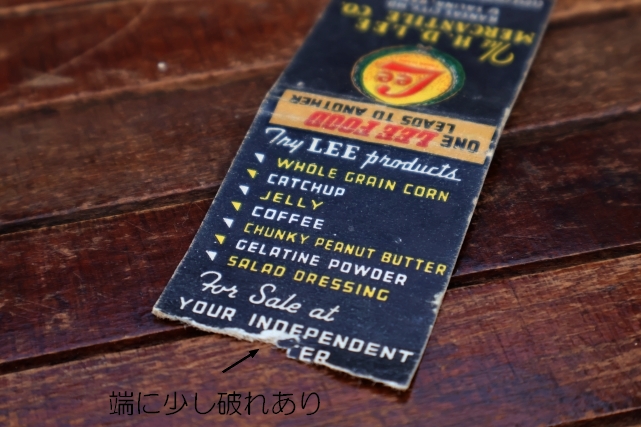 The H. D. LEE
MERCANTILE CO.
Lee
ONE LEE FOOD
LEADS TO ANOTHER
Try LEE products
WHOLE GRAIN CORN
CATCHUP
JELLY
COFFEE
CHUNKY PEANUT BUTTER
GELATINE POWDER
SALAD DRESSING
For Sale at
YOUR INDEPENDENT
ER
端に少し破れあり